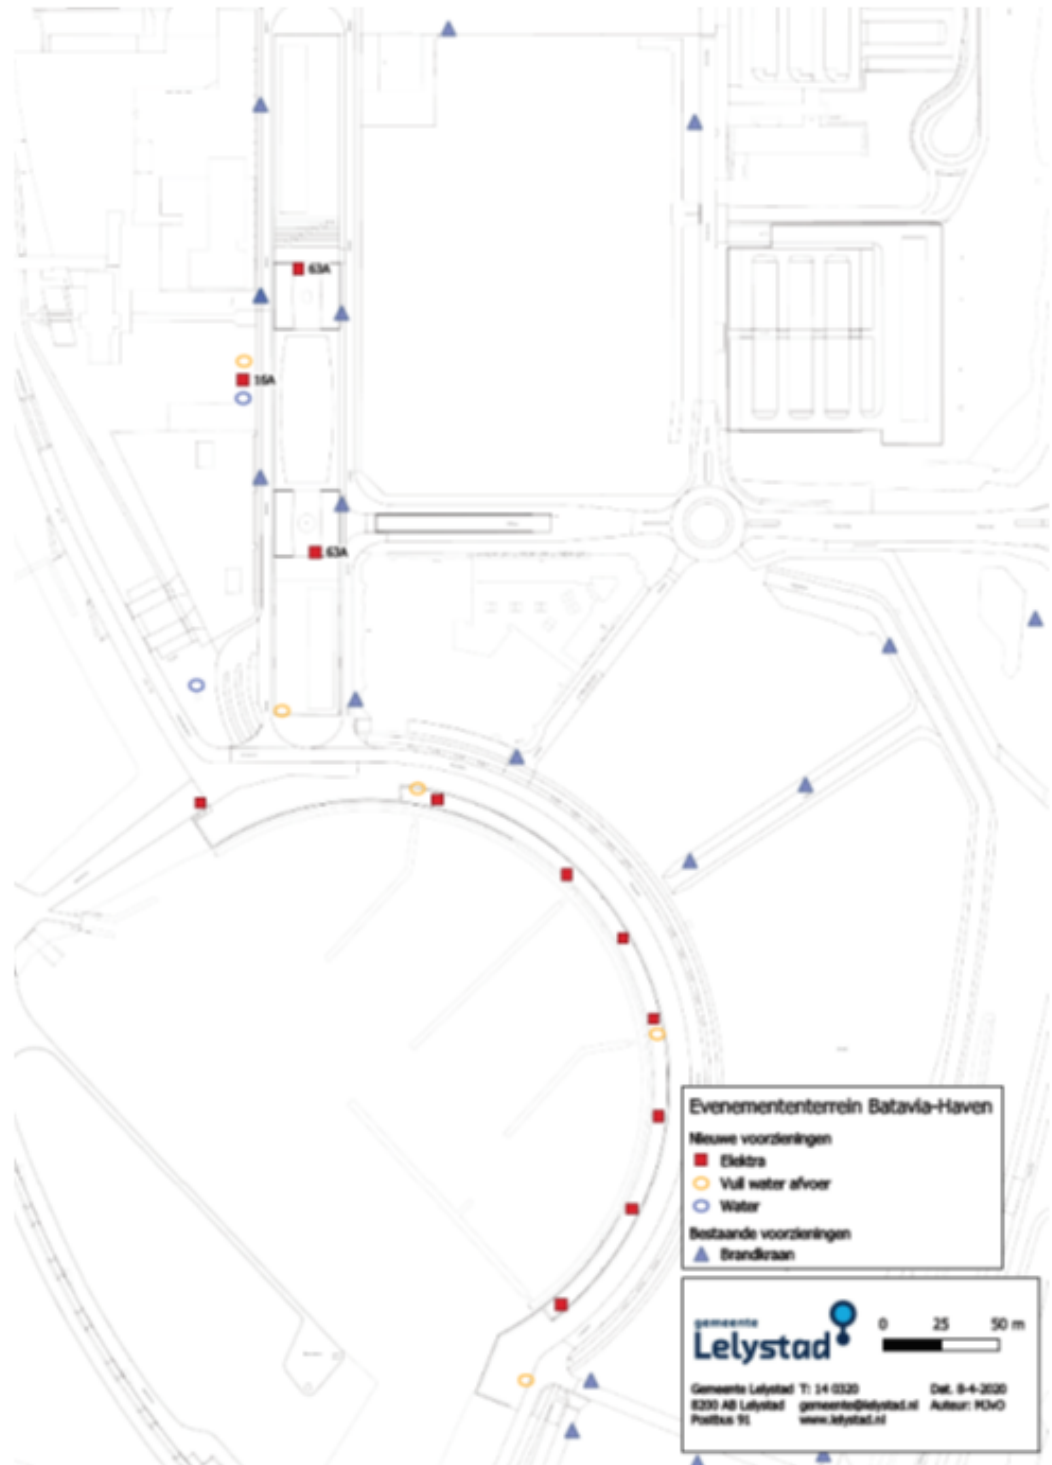 63A
16A
63A
Evenemententerrein Batavia-Haven
Nieuwe voorzieningen
Elektra
Vuil water afvoer
Water
Bestaande voorzieningen
Brandkraan
gemeente
Lelystad
0 25 50 m
Gemeente Lelystad T: 14 0320 Dat. 8-4-2020
8200 AB Lelystad gemeente@lelystad.nl Auteur: MJvO
Postbus 91 www.lelystad.nl